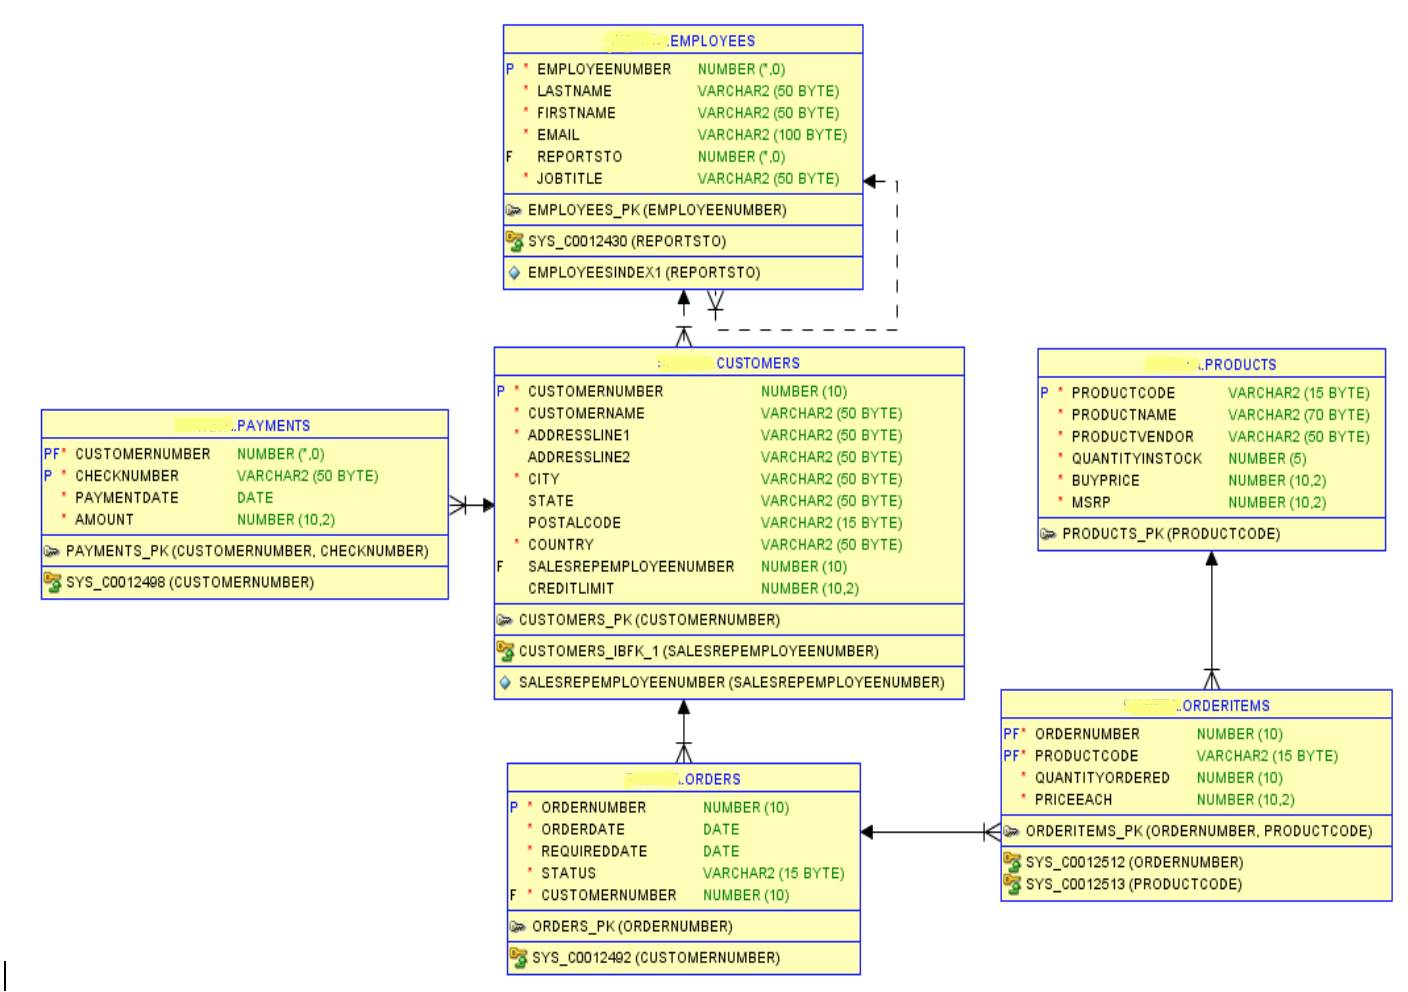 .EMPLOYEES
P * EMPLOYEENUMBER NUMBER (*,0)
* LASTNAME VARCHAR2 (50 BYTE)
* FIRSTNAME VARCHAR2 (50 BYTE)
* EMAIL VARCHAR2 (100 BYTE)
F REPORTSTO NUMBER (*,0)
* JOBTITLE VARCHAR2 (50 BYTE)
EMPLOYEES_PK (EMPLOYEENUMBER)
SYS_C0012430 (REPORTSTO)
EMPLOYEESINDEX1 (REPORTSTO)
.CUSTOMERS
P * CUSTOMERNUMBER NUMBER (10)
* CUSTOMERNAME VARCHAR2 (50 BYTE)
* ADDRESSLINE1 VARCHAR2 (50 BYTE)
ADDRESSLINE2 VARCHAR2 (50 BYTE)
* CITY VARCHAR2 (50 BYTE)
STATE VARCHAR2 (50 BYTE)
POSTALCODE VARCHAR2 (15 BYTE)
* COUNTRY VARCHAR2 (50 BYTE)
F SALESREPEMPLOYEENUMBER NUMBER (10)
CREDITLIMIT NUMBER (10,2)
CUSTOMERS_PK (CUSTOMERNUMBER)
CUSTOMERS_IBFK_1 (SALESREPEMPLOYEENUMBER)
SALESREPEMPLOYEENUMBER (SALESREPEMPLOYEENUMBER)
.PRODUCTS
P * PRODUCTCODE VARCHAR2 (15 BYTE)
* PRODUCTNAME VARCHAR2 (70 BYTE)
* PRODUCTVENDOR VARCHAR2 (50 BYTE)
* QUANTITYINSTOCK NUMBER (5)
* BUYPRICE NUMBER (10,2)
* MSRP NUMBER (10,2)
PRODUCTS_PK (PRODUCTCODE)
.PAYMENTS
PF* CUSTOMERNUMBER NUMBER (*,0)
P * CHECKNUMBER VARCHAR2 (50 BYTE)
* PAYMENTDATE DATE
* AMOUNT NUMBER (10,2)
PAYMENTS_PK (CUSTOMERNUMBER, CHECKNUMBER)
SYS_C0012498 (CUSTOMERNUMBER)
.ORDERITEMS
PF* ORDERNUMBER NUMBER (10)
PF* PRODUCTCODE VARCHAR2 (15 BYTE)
* QUANTITYORDERED NUMBER (10)
* PRICEEACH NUMBER (10,2)
ORDERITEMS_PK (ORDERNUMBER, PRODUCTCODE)
SYS_C0012512 (ORDERNUMBER)
SYS_C0012513 (PRODUCTCODE)
.ORDERS
P * ORDERNUMBER NUMBER (10)
* ORDERDATE DATE
* REQUIREDDATE DATE
* STATUS VARCHAR2 (15 BYTE)
F * CUSTOMERNUMBER NUMBER (10)
ORDERS_PK (ORDERNUMBER)
SYS_C0012492 (CUSTOMERNUMBER)